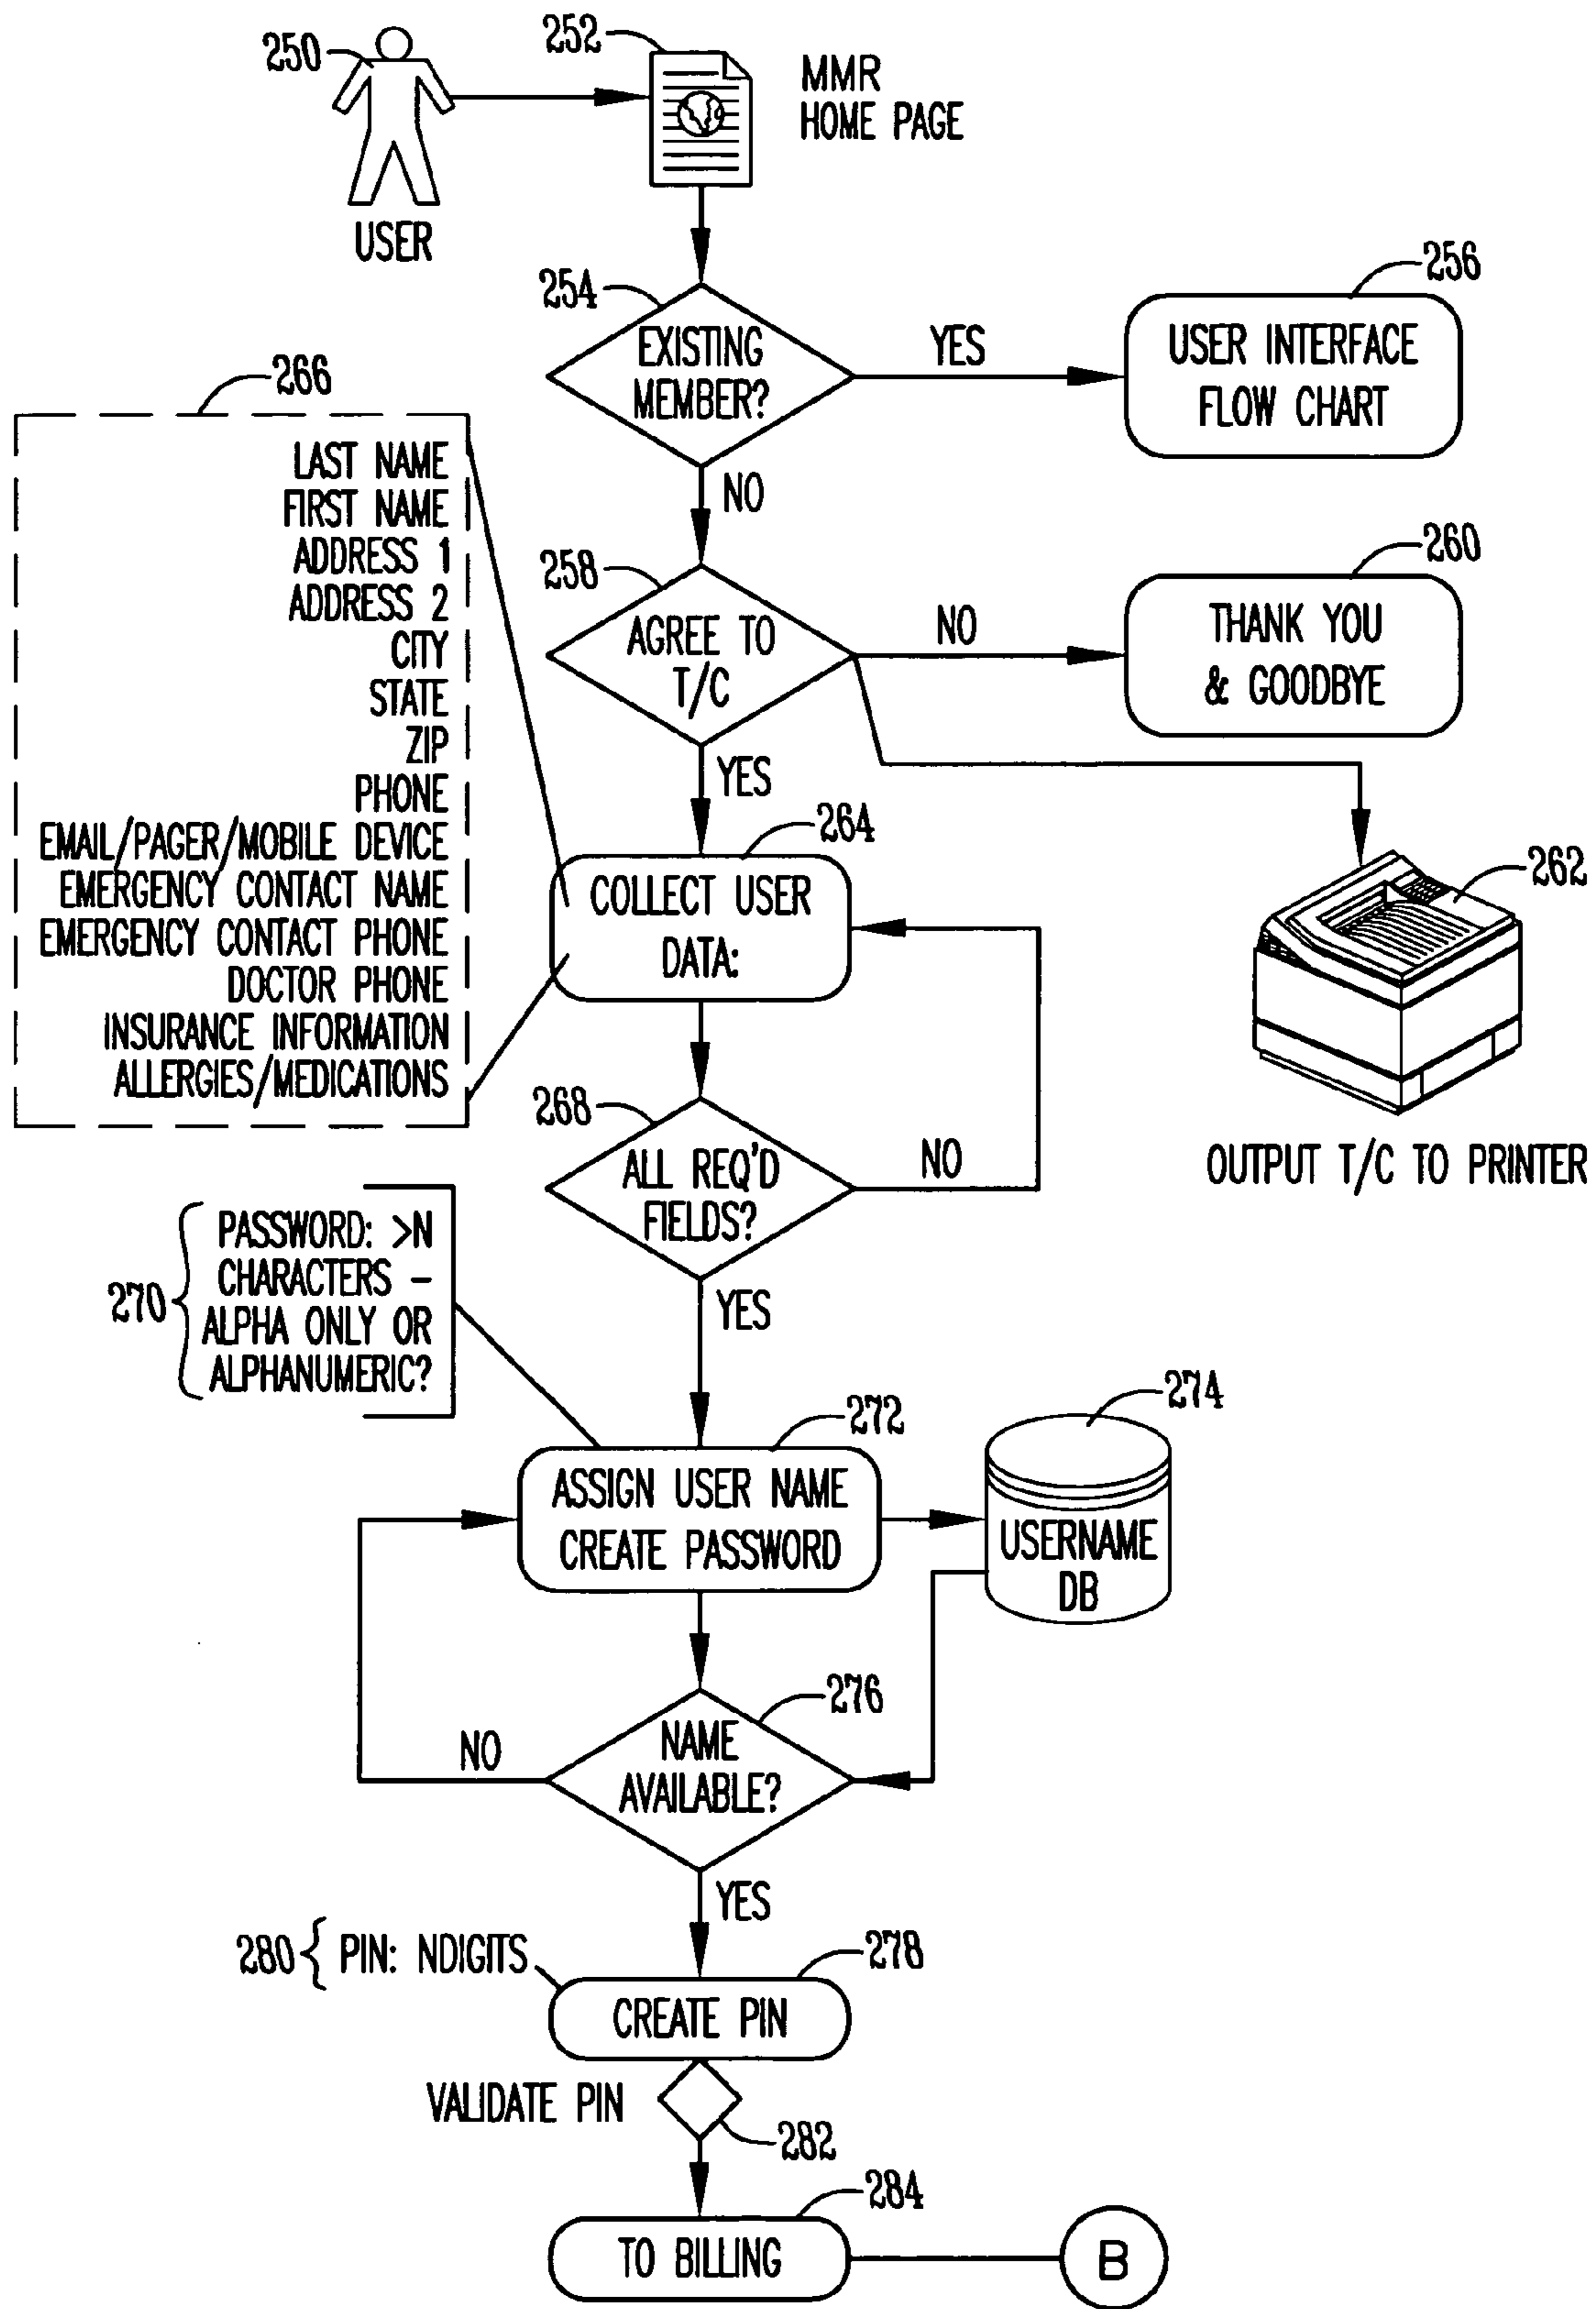 250
252
MMR
HOME PAGE
USER
254
EXISTING
MEMBER?
YES
256
USER INTERFACE
FLOW CHART
NO
266
LAST NAME
FIRST NAME
ADDRESS 1
ADDRESS 2
CITY
STATE
ZIP
PHONE
EMAIL/PAGER/MOBILE DEVICE
EMERGENCY CONTACT NAME
EMERGENCY CONTACT PHONE
DOCTOR PHONE
INSURANCE INFORMATION
ALLERGIES/MEDICATIONS
258
AGREE TO
T/C
NO
260
THANK YOU
& GOODBYE
YES
262
OUTPUT T/C TO PRINTER
264
COLLECT USER
DATA:
268
ALL REQ'D
FIELDS?
NO
YES
270
PASSWORD: >N
CHARACTERS –
ALPHA ONLY OR
ALPHANUMERIC?
272
ASSIGN USER NAME
CREATE PASSWORD
274
USERNAME
DB
276
NAME
AVAILABLE?
NO
YES
280
PIN: NDIGITS
278
CREATE PIN
VALIDATE PIN
282
284
TO BILLING
B